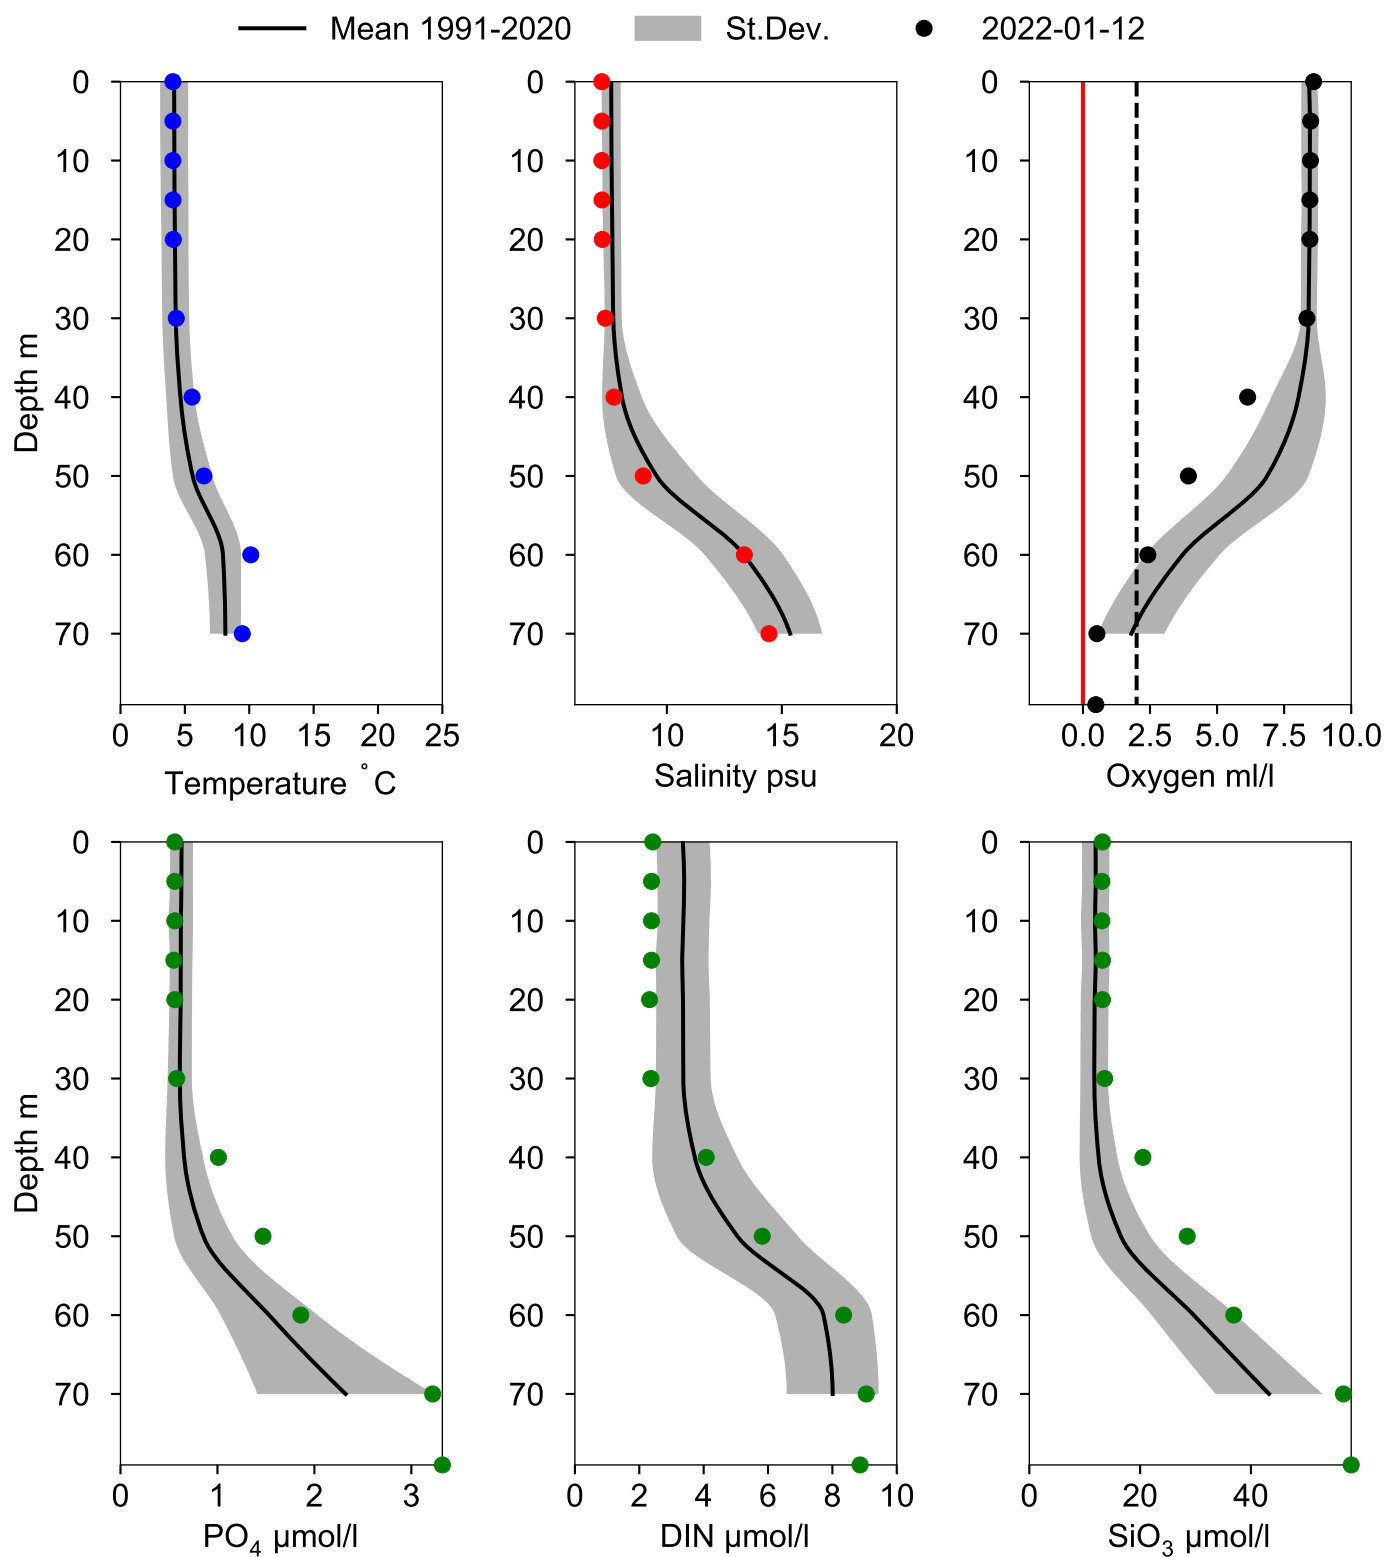 Mean 1991-2020 St.Dev. 2022-01-12
0 0 0
10 10 10
20 20 20
30 30 30
40 40 40
50 50 50
60 60 60
70 70 70
Depth m
0 5 10 15 20 25 10 15 20 0.0 2.5 5.0 7.5 10.0
Temperature ˚C Salinity psu Oxygen ml/l
0 0 0
10 10 10
20 20 20
30 30 30
40 40 40
50 50 50
60 60 60
70 70 70
Depth m
0 1 2 3 0 2 4 6 8 10 0 20 40
PO₄ µmol/l DIN µmol/l SiO₃ µmol/l